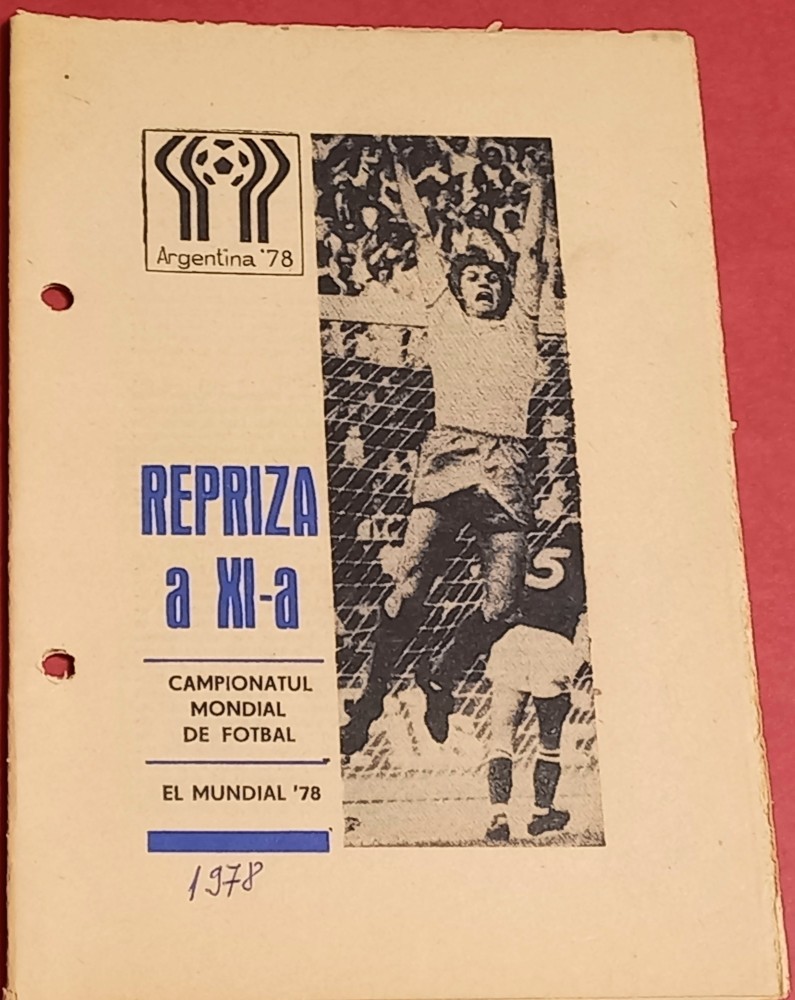 Argentina '78
REPRIZA
a XI-a
CAMPIONATUL
MONDIAL
DE FOTBAL
EL MUNDIAL '78
1978
5